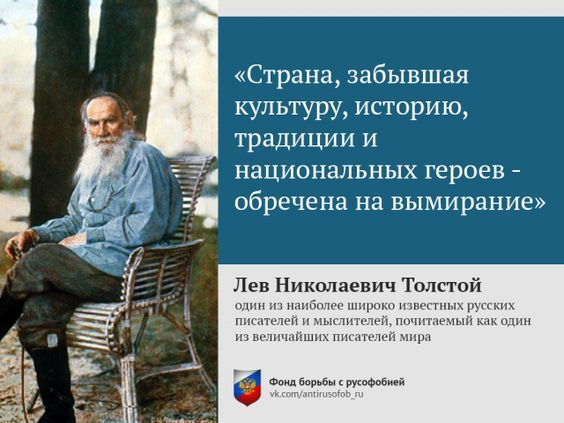 «Страна, забывшая
культуру, историю,
традиции и
национальных героев -
обречена на вымирание»
Лев Николаевич Толстой
один из наиболее широко известных русских
писателей и мыслителей, почитаемый как один
из величайших писателей мира
Фонд борьбы с русофобией
vk.com/antirusofob_ru